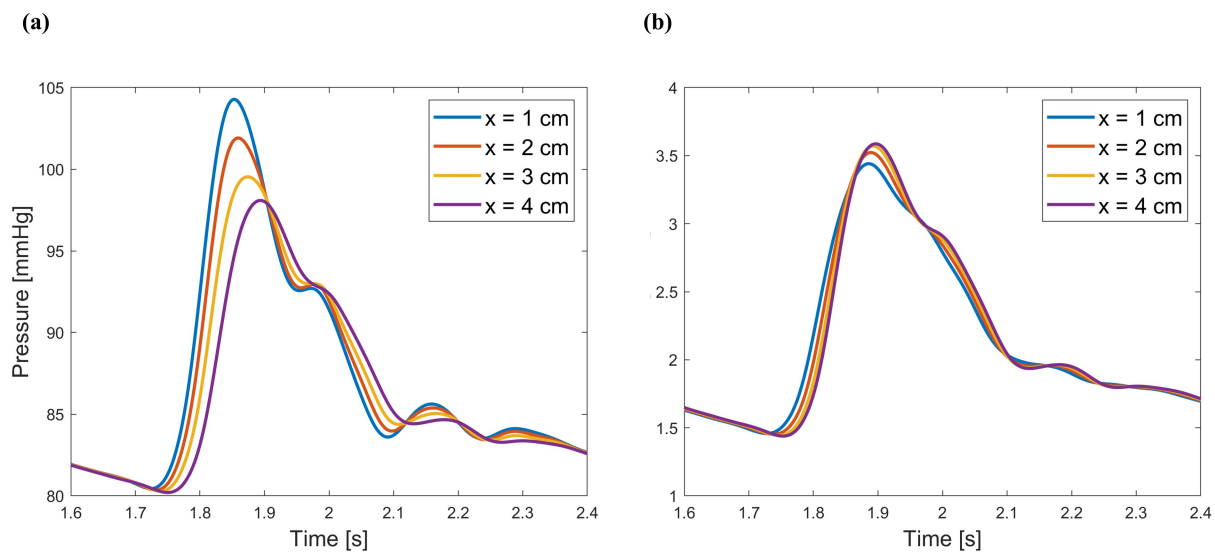 (a)
(b)
105
100
95
90
85
80
Pressure [mmHg]
1.6 1.7 1.8 1.9 2 2.1 2.2 2.3 2.4
Time [s]
x = 1 cm
x = 2 cm
x = 3 cm
x = 4 cm
4
3.5
3
2.5
2
1.5
1
1.6 1.7 1.8 1.9 2 2.1 2.2 2.3 2.4
Time [s]
x = 1 cm
x = 2 cm
x = 3 cm
x = 4 cm